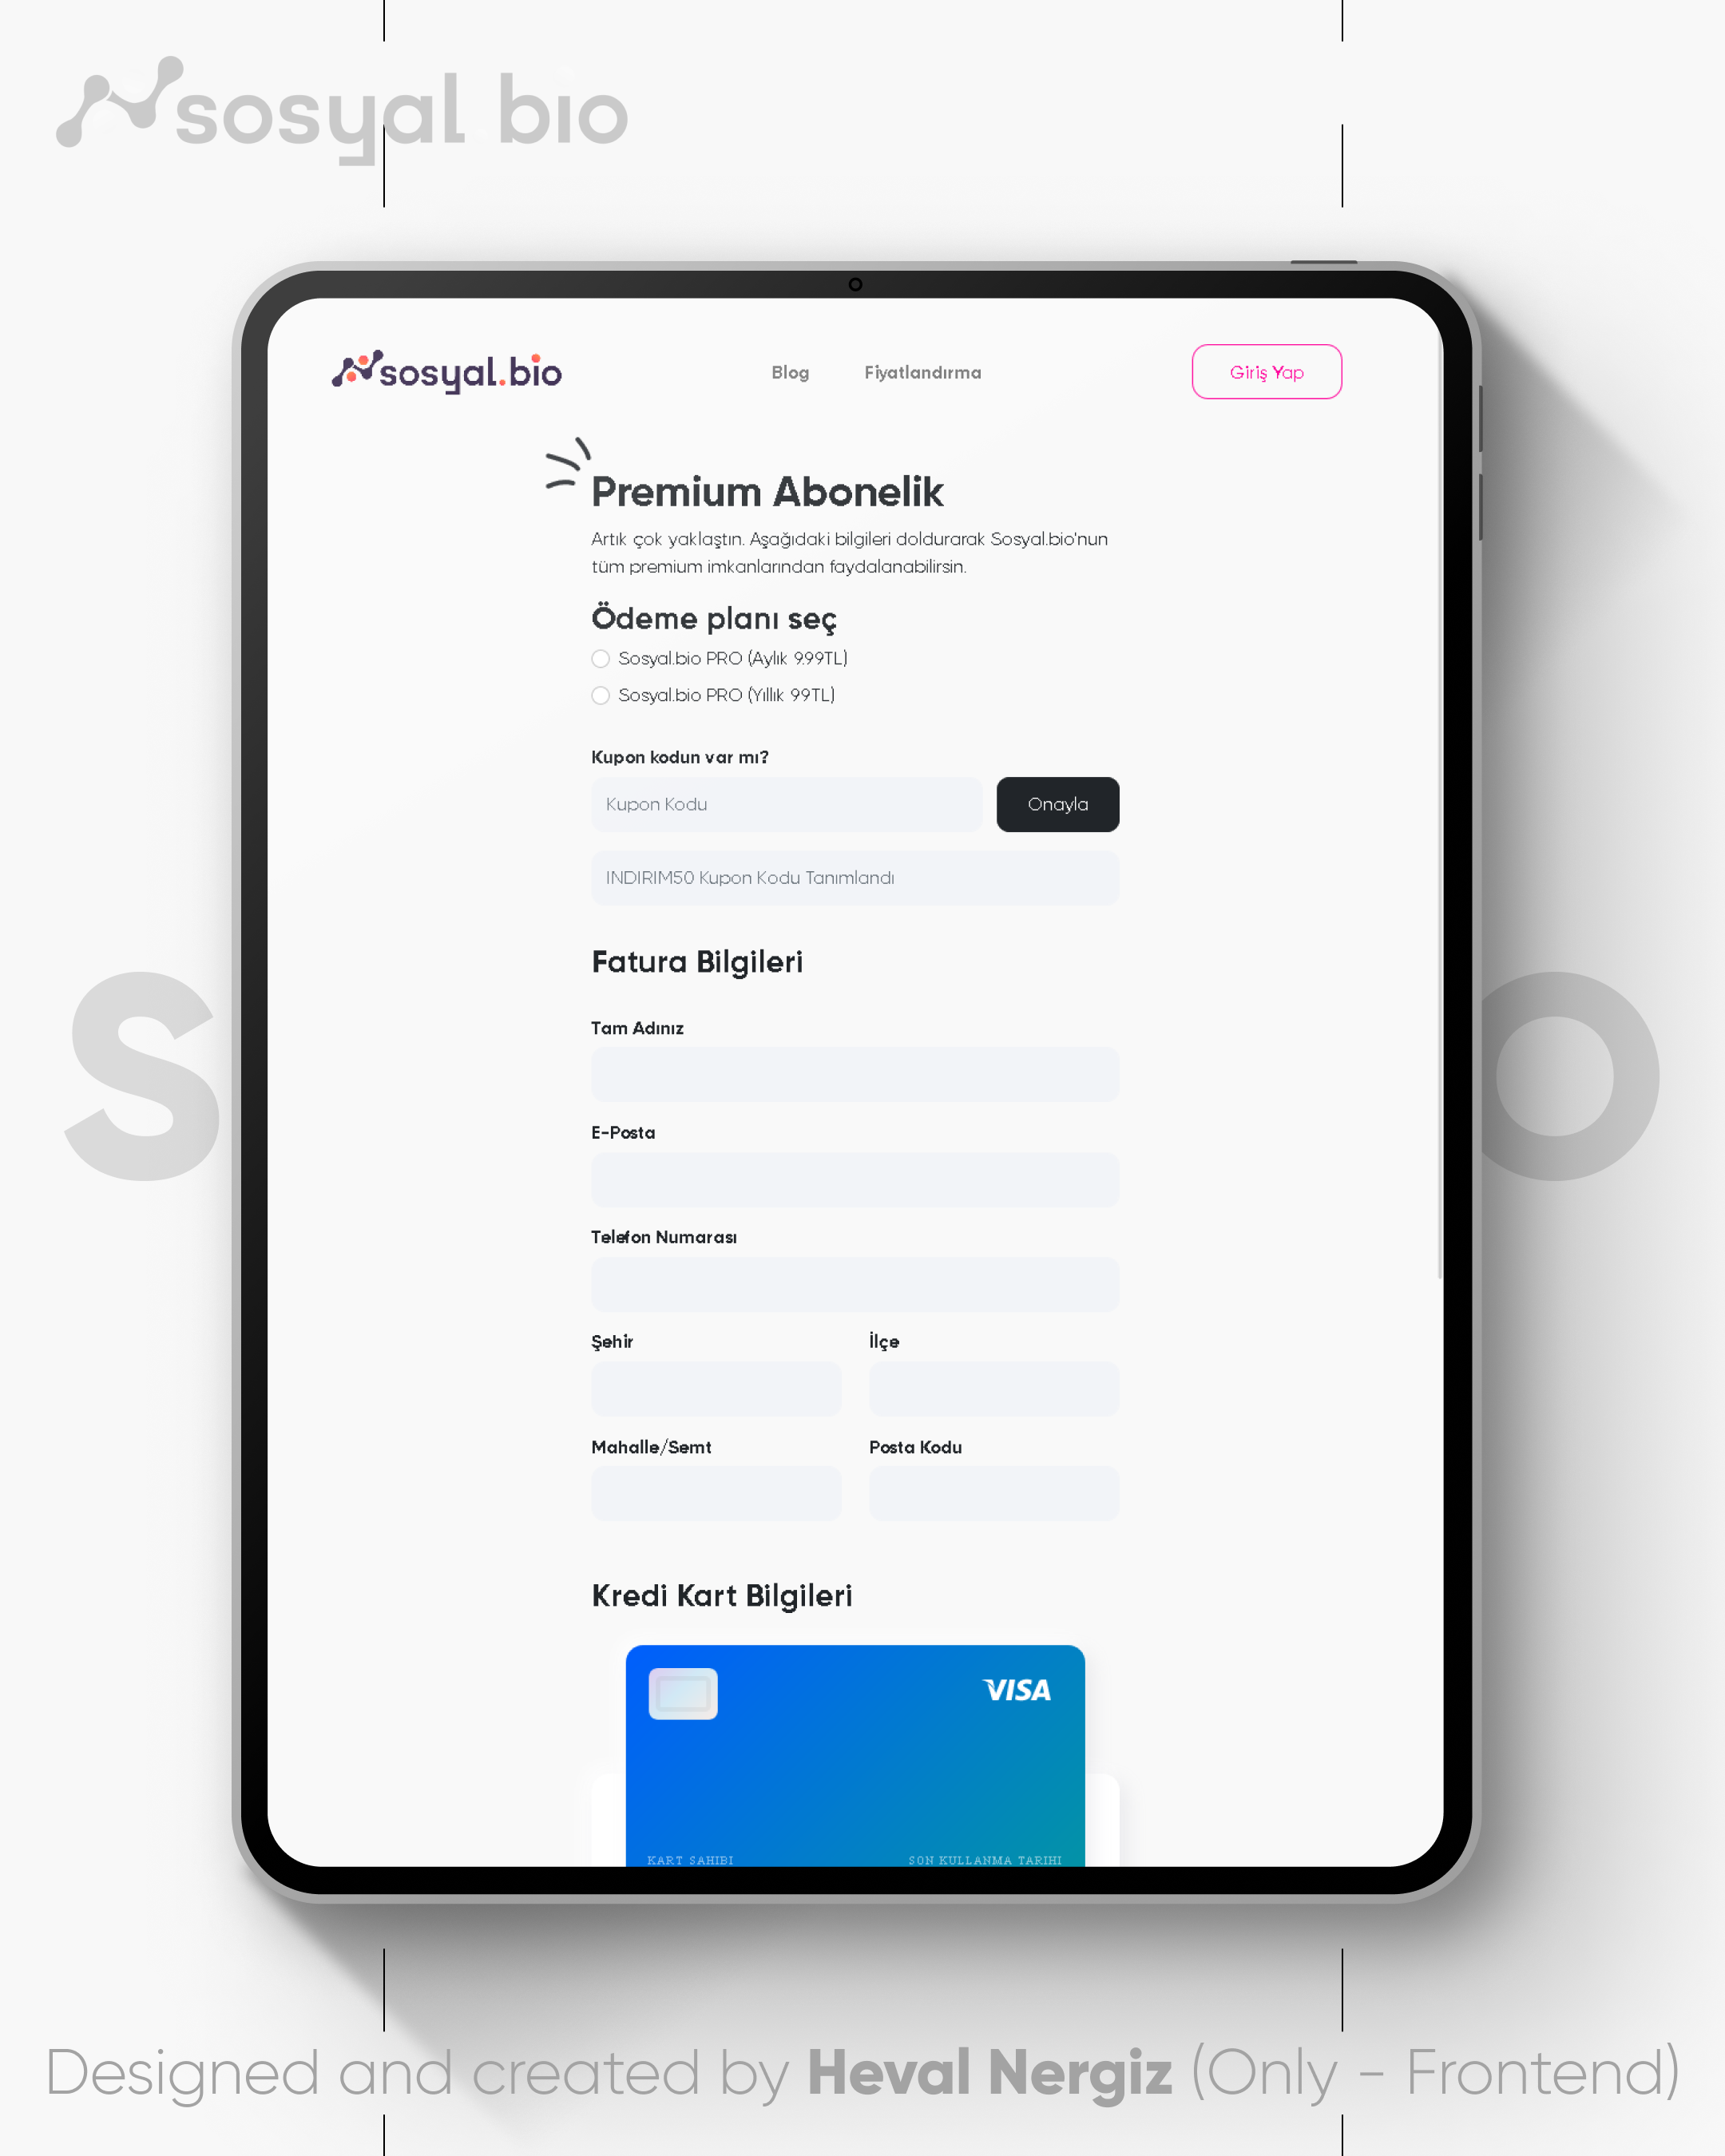 sosyal bio
sosyal.bio
Blog
Fiyatlandırma
Giriş Yap
Premium Abonelik
Artık çok yaklaştın. Aşağıdaki bilgileri doldurarak Sosyal.bio'nun
tüm premium imkanlarından faydalanabilirsin.
Ödeme planı seç
Sosyal.bio PRO (Aylık 9.99TL)
Sosyal.bio PRO (Yıllık 99TL)
Kupon kodun var mı?
Kupon Kodu
Onayla
INDIRIM50 Kupon Kodu Tanımlandı
Fatura Bilgileri
Tam Adınız
E-Posta
Telefon Numarası
Şehir
İlçe
Mahalle/Semt
Posta Kodu
Kredi Kart Bilgileri
VISA
KART SAHIBI
SON KULLANMA TARIHI
S
O
Designed and created by Heval Nergiz (Only - Frontend)